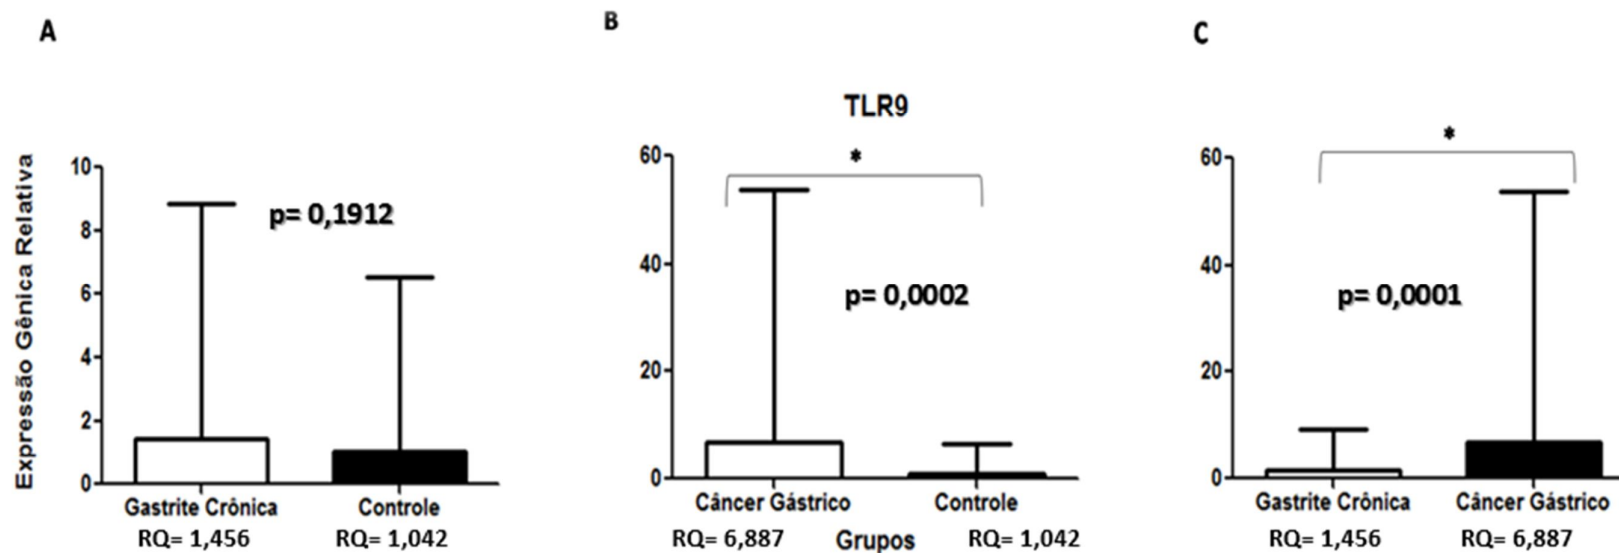 A
Expressão Gênica Relativa
10
8
6
4
2
0
p= 0,1912
Gastrite Crônica Controle
RQ= 1,456 RQ= 1,042
B
TLR9
60
40
20
0
*
p= 0,0002
Câncer Gástrico Controle
RQ= 6,887 Grupos RQ= 1,042
C
60
40
20
0
*
p= 0,0001
Gastrite Crônica Câncer Gástrico
RQ= 1,456 RQ= 6,887